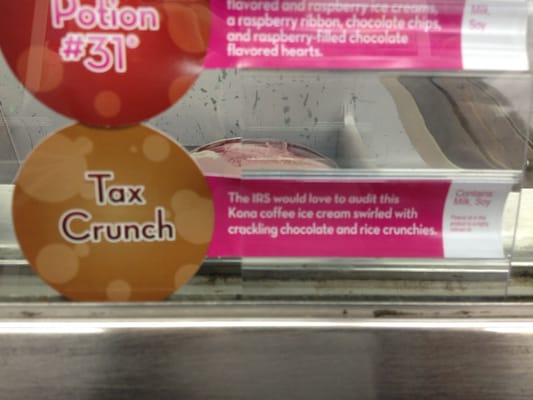 Potion
#31®
flavored and raspberry ice creams,
a raspberry ribbon, chocolate chips,
and raspberry-filled chocolate
flavored hearts.
Milk,
Soy
Tax
Crunch
The IRS would love to audit this
Kona coffee ice cream swirled with
crackling chocolate and rice crunchies.
Contains:
Milk, Soy